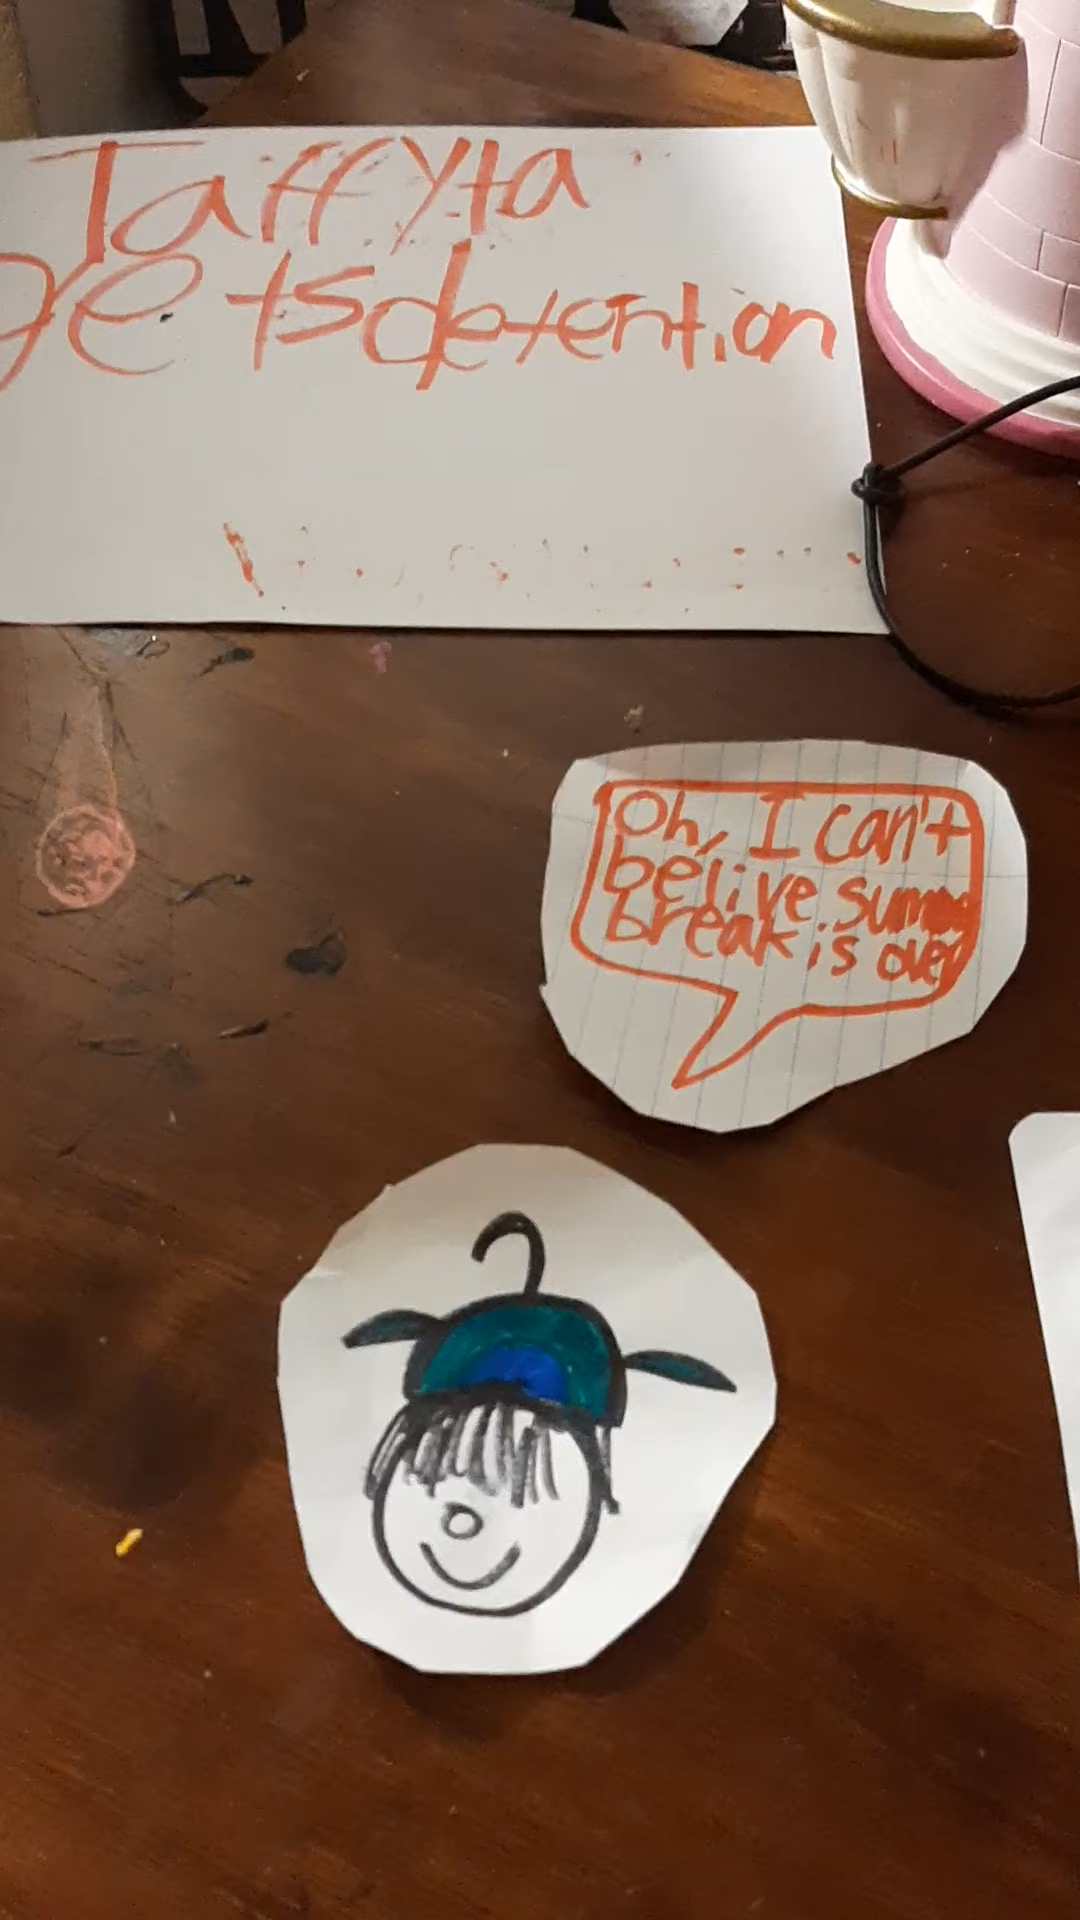 Taffyta
gets detention
Oh, I can't
belive summ
break is over